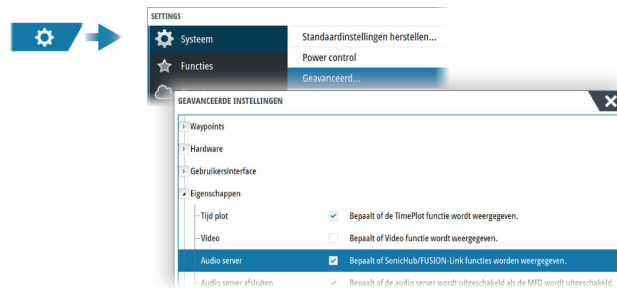 SETTINGS
Systeem
Standaardinstellingen herstellen...
Power control
Functies
Geavanceerd...
GEAVANCEERDE INSTELLINGEN
Waypoints
Hardware
Gebruikersinterface
Eigenschappen
Tijd plot Bepaalt of de TimePlot functie wordt weergegeven.
Video Bepaalt of Video functie wordt weergegeven.
Audio server Bepaalt of SonicHub/FUSION-Link functies worden weergegeven.
Audio server afsluiten Bepaalt of de audio server wordt uitgeschakeld als de MFD wordt uitgeschakeld.